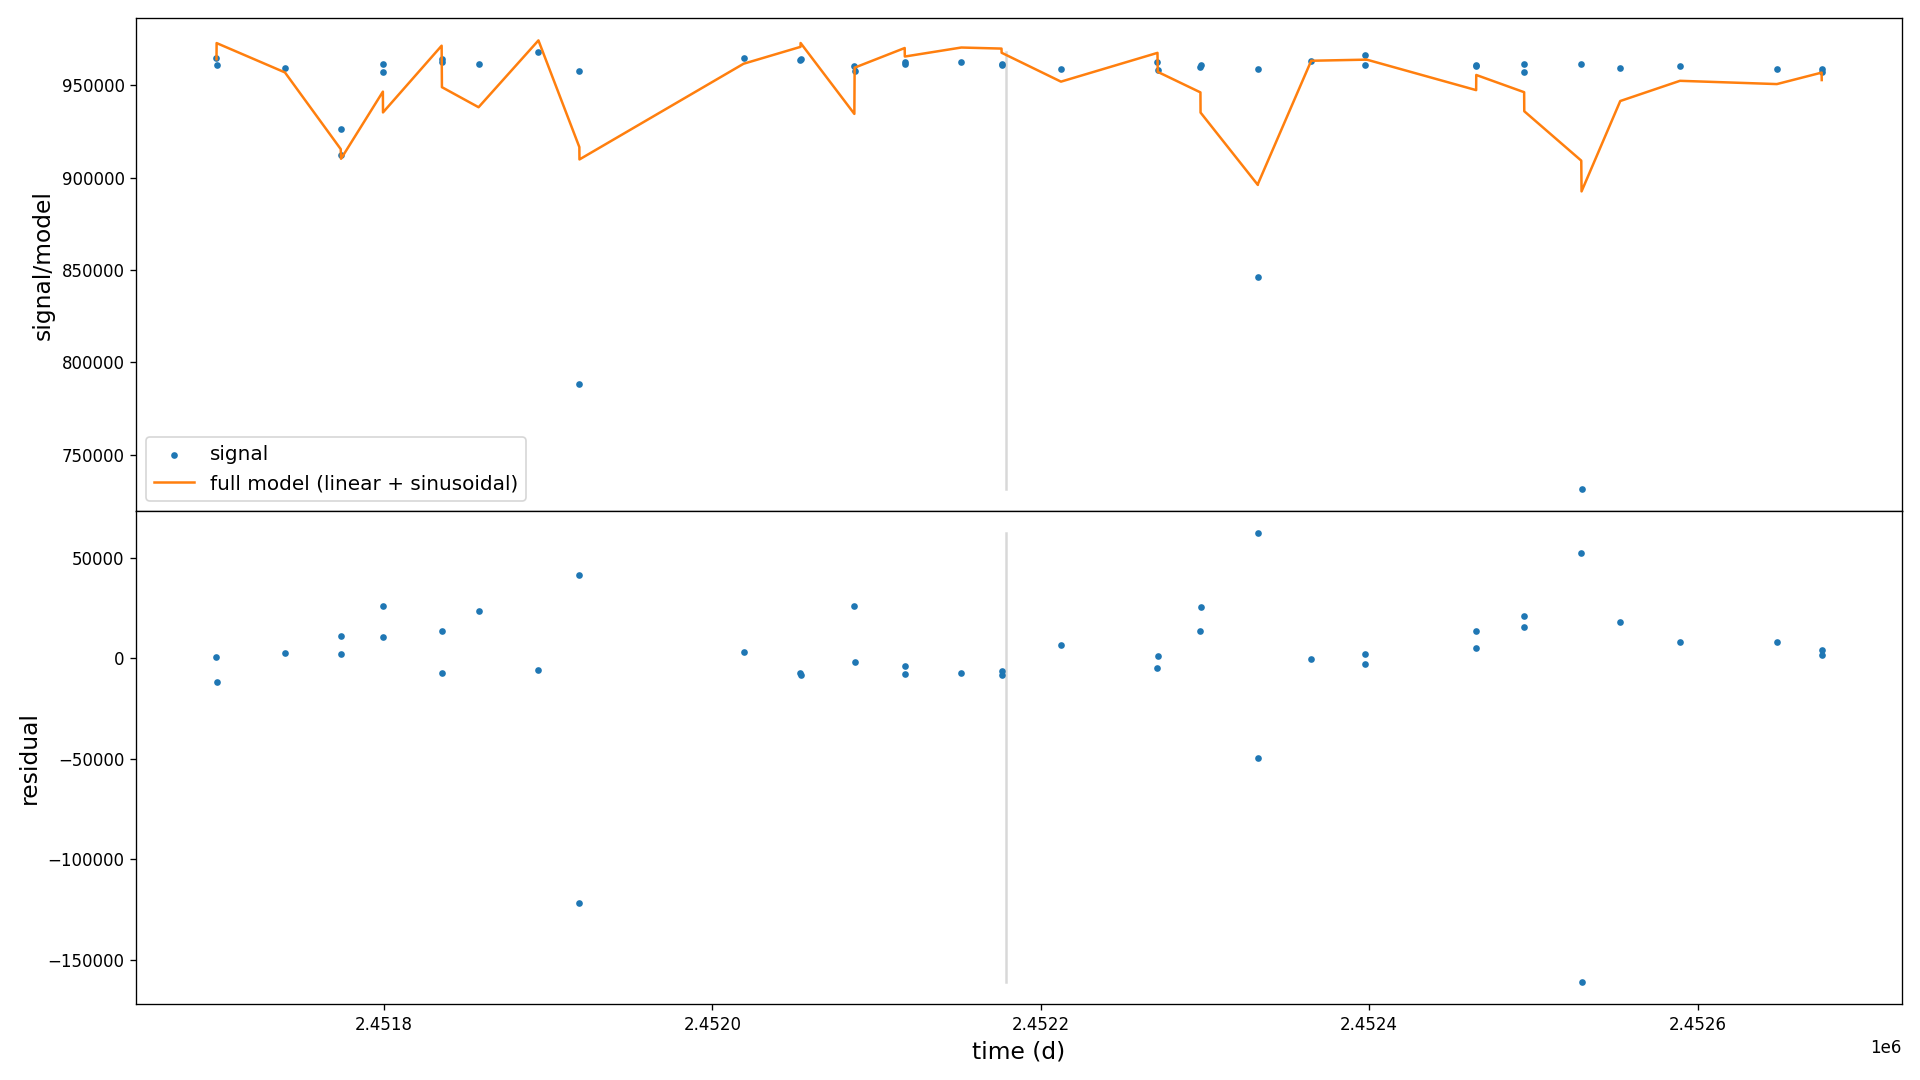 signal/model
950000
900000
850000
800000
750000
signal
full model (linear + sinusoidal)
residual
50000
0
−50000
−100000
−150000
2.4518
2.4520
2.4522
2.4524
2.4526
time (d)
1e6